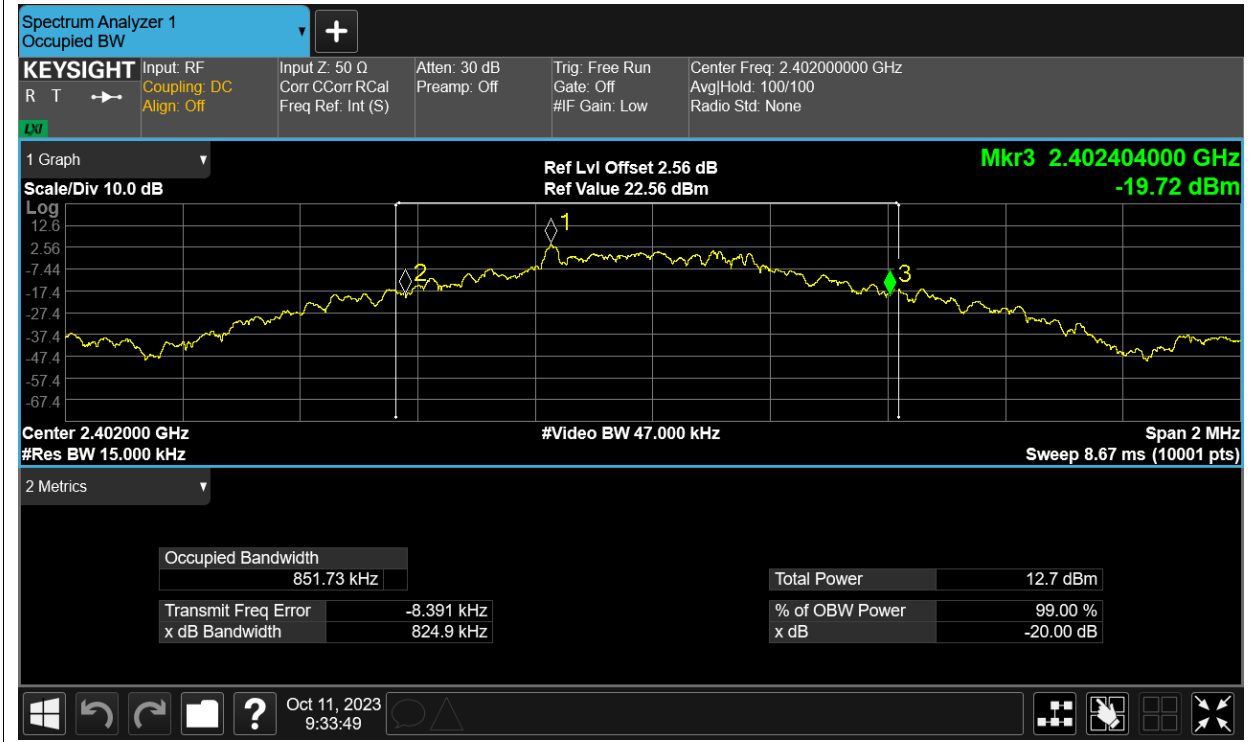 Spectrum Analyzer 1
Occupied BW
KEYSIGHT
R T
LXI
Input: RF
Coupling: DC
Align: Off
Input Z: 50 Ω
Corr CCorr RCal
Freq Ref: Int (S)
Atten: 30 dB
Preamp: Off
Trig: Free Run
Gate: Off
#IF Gain: Low
Center Freq: 2.402000000 GHz
Avg|Hold: 100/100
Radio Std: None
1 Graph
Scale/Div 10.0 dB
Ref Lvl Offset 2.56 dB
Ref Value 22.56 dBm
Mkr3 2.402404000 GHz
-19.72 dBm
Log
12.6
2.56
-7.44
-17.4
-27.4
-37.4
-47.4
-57.4
-67.4
1
2
3
Center 2.402000 GHz
#Video BW 47.000 kHz
Span 2 MHz
#Res BW 15.000 kHz
Sweep 8.67 ms (10001 pts)
2 Metrics
Occupied Bandwidth
851.73 kHz
Total Power 12.7 dBm
Transmit Freq Error -8.391 kHz
% of OBW Power 99.00 %
x dB Bandwidth 824.9 kHz
x dB -20.00 dB
?
Oct 11, 2023
9:33:49